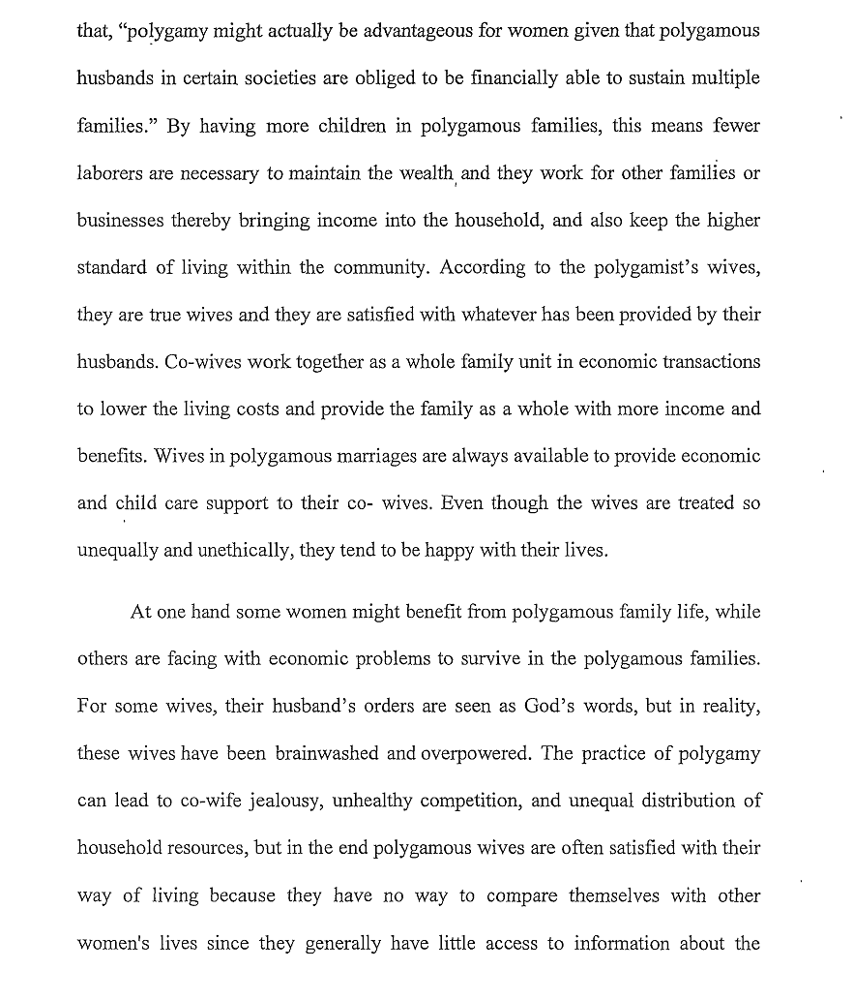 that, “polygamy might actually be advantageous for women given that polygamous
husbands in certain societies are obliged to be financially able to sustain multiple
families.” By having more children in polygamous families, this means fewer
laborers are necessary to maintain the wealth and they work for other families or
businesses thereby bringing income into the household, and also keep the higher
standard of living within the community. According to the polygamist’s wives,
they are true wives and they are satisfied with whatever has been provided by their
husbands. Co-wives work together as a whole family unit in economic transactions
to lower the living costs and provide the family as a whole with more income and
benefits. Wives in polygamous marriages are always available to provide economic
and child care support to their co- wives. Even though the wives are treated so
unequally and unethically, they tend to be happy with their lives.
At one hand some women might benefit from polygamous family life, while
others are facing with economic problems to survive in the polygamous families.
For some wives, their husband’s orders are seen as God’s words, but in reality,
these wives have been brainwashed and overpowered. The practice of polygamy
can lead to co-wife jealousy, unhealthy competition, and unequal distribution of
household resources, but in the end polygamous wives are often satisfied with their
way of living because they have no way to compare themselves with other
women's lives since they generally have little access to information about the